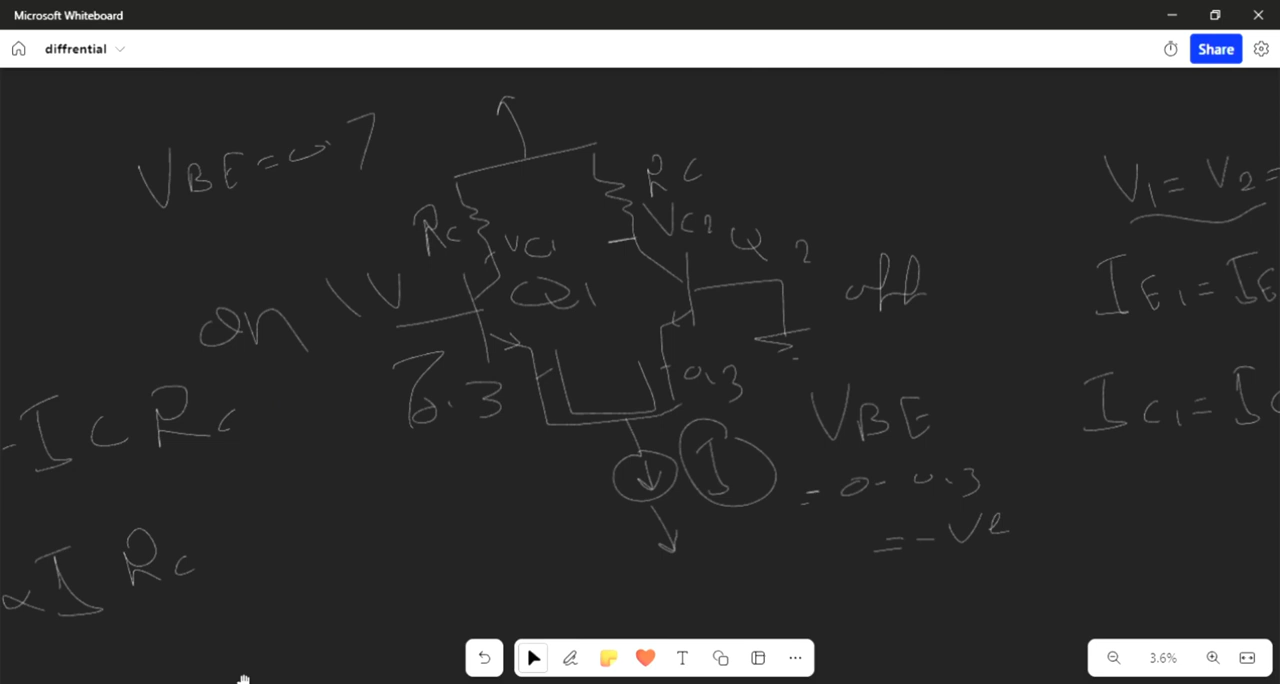 Microsoft Whiteboard
diffrential
Share
VBE = 0.7
RC
RC
VC1
VC2
Q2
Q1
1V
on
off
0.3
0.3
I
VBE
= 0 - 0.3
= - Ve
-ICRC
αIRC
V1 = V2 =
IE1 = IE
IC1 = IC
3.6%